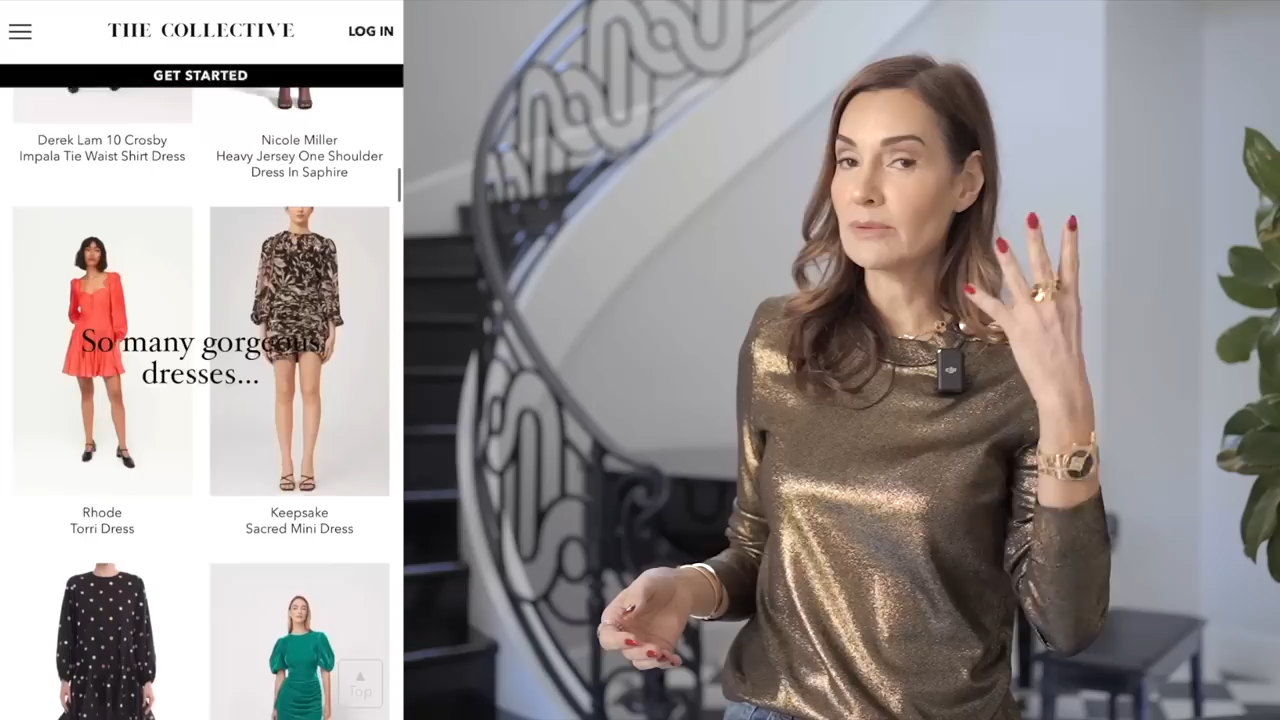 THE COLLECTIVE
LOG IN
GET STARTED
Derek Lam 10 Crosby
Impala Tie Waist Shirt Dress
Nicole Miller
Heavy Jersey One Shoulder
Dress In Saphire
So many gorgeous
dresses...
Rhode
Torri Dress
Keepsake
Sacred Mini Dress
Top